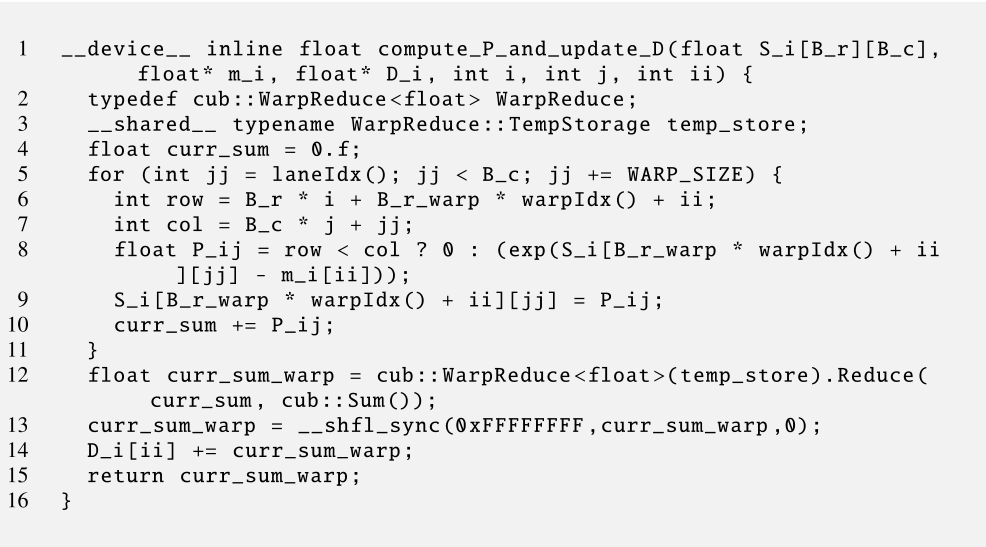 1 __device__ inline float compute_P_and_update_D(float S_i[B_r][B_c],
float* m_i, float* D_i, int i, int j, int ii) {
2 typedef cub::WarpReduce<float> WarpReduce;
3 __shared__ typename WarpReduce::TempStorage temp_store;
4 float curr_sum = 0.f;
5 for (int jj = laneIdx(); jj < B_c; jj += WARP_SIZE) {
6 int row = B_r * i + B_r_warp * warpIdx() + ii;
7 int col = B_c * j + jj;
8 float P_ij = row < col ? 0 : (exp(S_i[B_r_warp * warpIdx() + ii
][jj] - m_i[ii]));
9 S_i[B_r_warp * warpIdx() + ii][jj] = P_ij;
10 curr_sum += P_ij;
11 }
12 float curr_sum_warp = cub::WarpReduce<float>(temp_store).Reduce(
curr_sum, cub::Sum());
13 curr_sum_warp = __shfl_sync(0xFFFFFFFF,curr_sum_warp,0);
14 D_i[ii] += curr_sum_warp;
15 return curr_sum_warp;
16 }